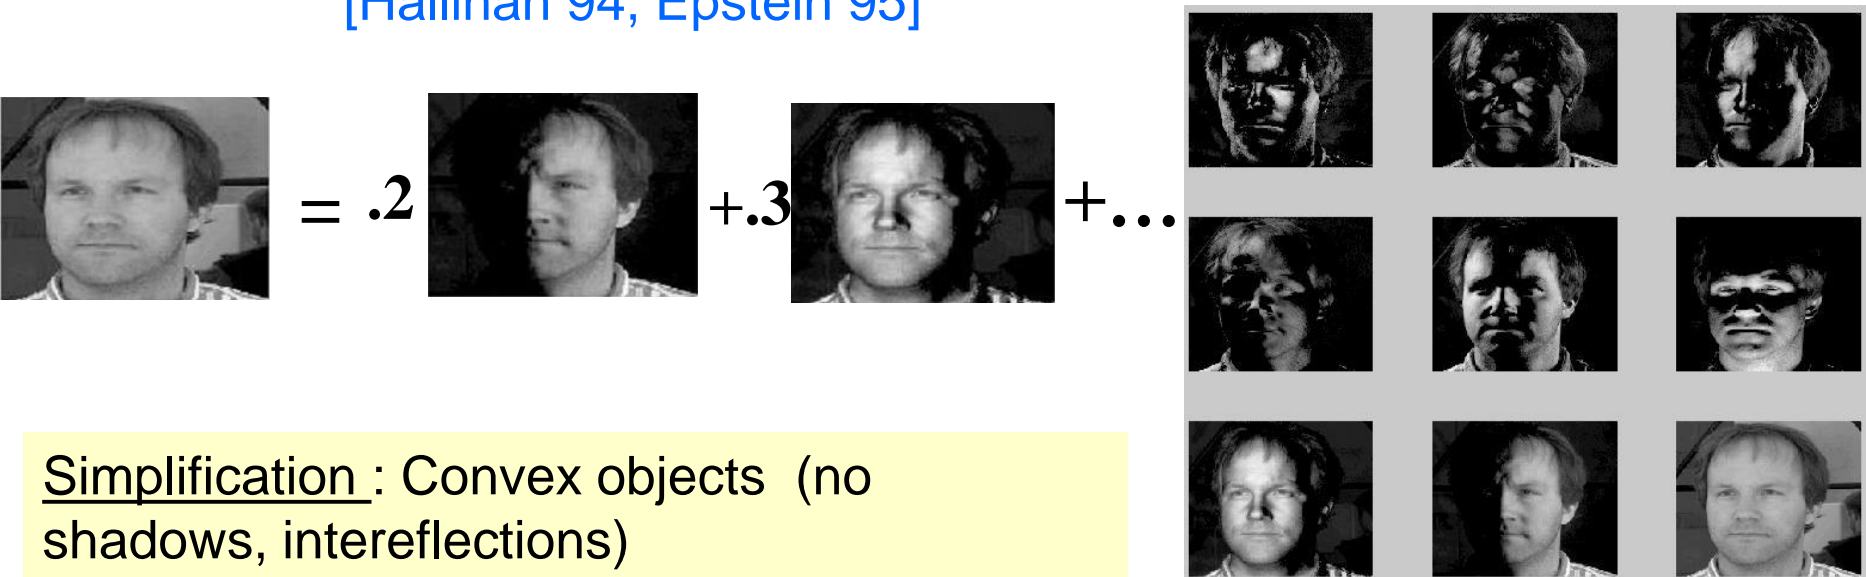 [Hallinan 94, Epstein 95]
= .2 +.3 +...
Simplification : Convex objects (no
shadows, intereflections)